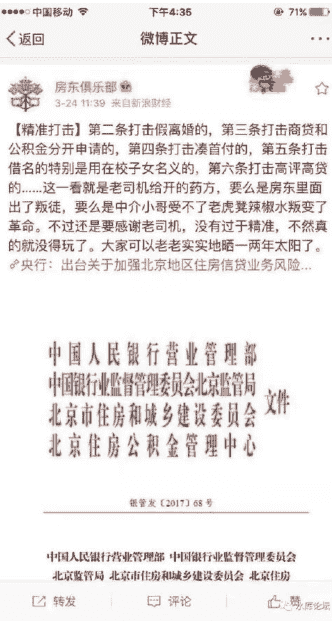 中国移动 下午4:35 71%
返回 微博正文
房东俱乐部
3-24 11:39 来自新浪财经
【精准打击】第二条打击假离婚的，第三条打击商贷和
公积金分开申请的，第四条打击凑首付的，第五条打击
借名的特别是用在校子女名义的，第六条打击高评高贷
的……这一看就是老司机给开的药方，要么是房东里面
出了叛徒，要么是中介小哥受不了老虎凳辣椒水叛变了
革命。不过还是要感谢老司机，没有过于精准，不然真
的就没得玩了。大家可以老老实实地晒一两年太阳了。
央行：出台关于加强北京地区住房信贷业务风险...
中国人民银行营业管理部
中国银行业监督管理委员会北京监管局
北京市住房和城乡建设委员会
北京住房公积金管理中心
文件
银管发〔2017〕68号
中国人民银行营业管理部 中国银行业监督管理委员会
北京监管局 北京市住房和城乡建设委员会 北京住房
转发 评论 赞
水库论坛